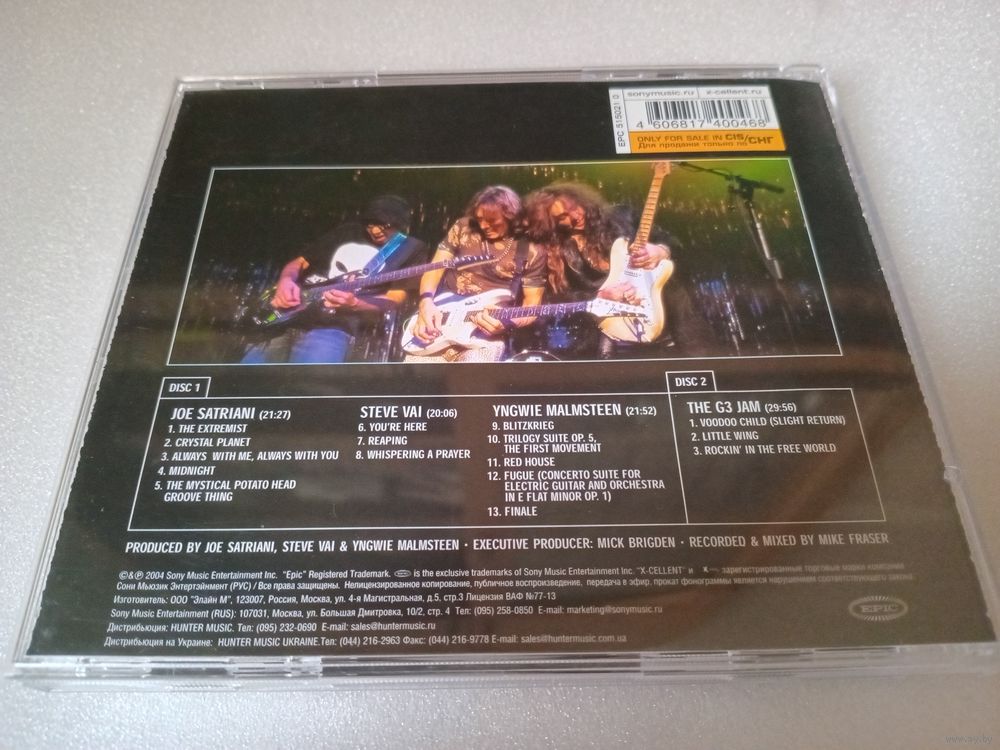 sonymusic.ru x-cellent.ru
EPC 515021 0
4 606817 400468
ONLY FOR SALE IN CIS/СНГ
Для продажи только по
DISC 1
JOE SATRIANI (21:27)
1. THE EXTREMIST
2. CRYSTAL PLANET
3. ALWAYS WITH ME, ALWAYS WITH YOU
4. MIDNIGHT
5. THE MYSTICAL POTATO HEAD
GROOVE THING
STEVE VAI (20:06)
6. YOU'RE HERE
7. REAPING
8. WHISPERING A PRAYER
YNGWIE MALMSTEEN (21:52)
9. BLITZKRIEG
10. TRILOGY SUITE OP. 5,
THE FIRST MOVEMENT
11. RED HOUSE
12. FUGUE (CONCERTO SUITE FOR
ELECTRIC GUITAR AND ORCHESTRA
IN E FLAT MINOR OP. 1)
13. FINALE
DISC 2
THE G3 JAM (29:56)
1. VOODOO CHILD (SLIGHT RETURN)
2. LITTLE WING
3. ROCKIN' IN THE FREE WORLD
PRODUCED BY JOE SATRIANI, STEVE VAI & YNGWIE MALMSTEEN • EXECUTIVE PRODUCER: MICK BRIGDEN • RECORDED & MIXED BY MIKE FRASER
©&℗ 2004 Sony Music Entertainment Inc. "Epic" Registered Trademark. is the exclusive trademarks of Sony Music Entertainment Inc. "X-CELLENT" и x—, зарегистрированные торговые марки компании
Сони Мьюзик Энтертэйнмент (РУС) / Все права защищены. Нелицензированное копирование, публичное воспроизведение, передача в эфир, прокат фонограммы является нарушением соответствующего закона
Изготовитель: ООО "Элайн М", 123007, Россия, Москва, ул. 4-я Магистральная, д.5, стр.3 Лицензия ВАФ №77-13
Sony Music Entertainment (RUS): 107031, Москва, ул. Большая Дмитровка, 10/2, стр. 4 Тел: (095) 258-0850 E-mail: marketing@sonymusic.ru
Дистрибьюция: HUNTER MUSIC. Тел: (095) 232-0690 E-mail: sales@huntermusic.ru
Дистрибьюция на Украине: HUNTER MUSIC UKRAINE.Тел: (044) 216-2963 Факс: (044) 216-9778 E-mail: sales@huntermusic.com.ua
EPIC